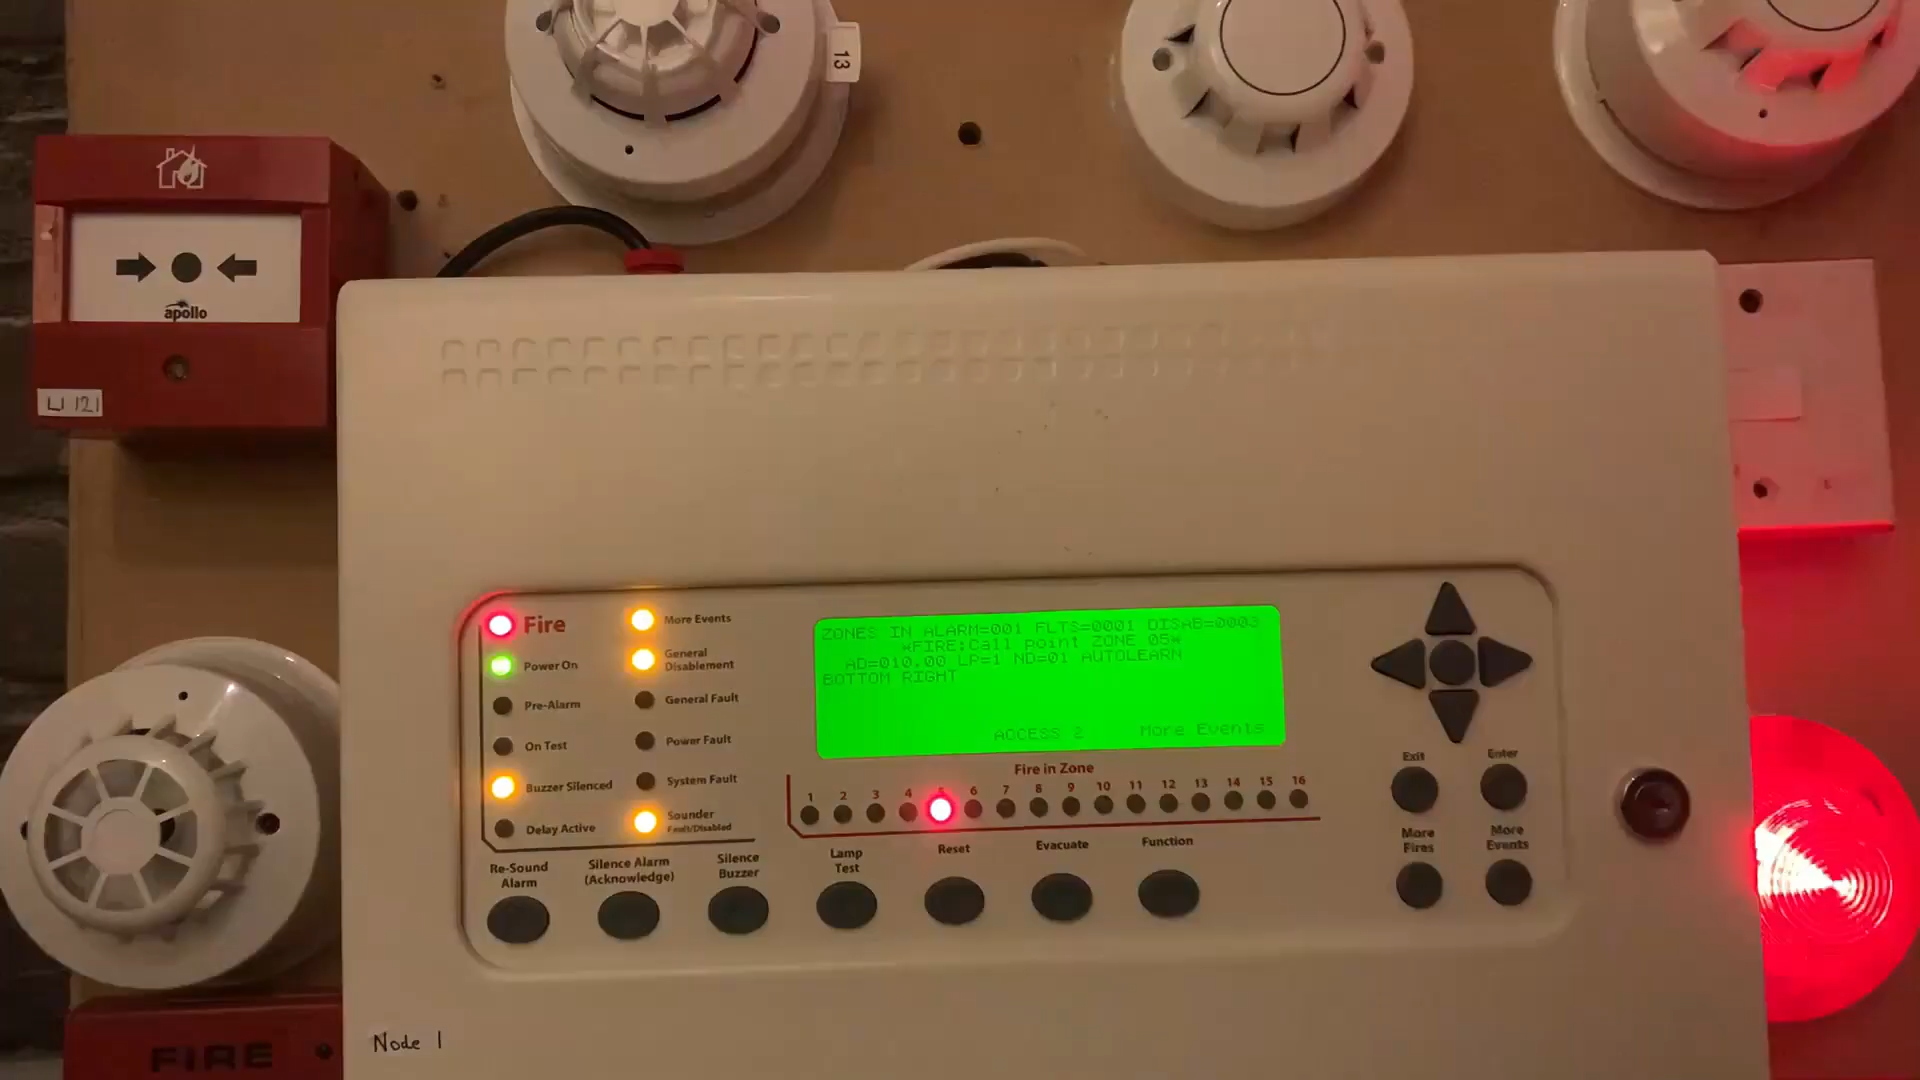 13
apollo
L1 121
Fire
Power On
Pre-Alarm
On Test
Buzzer Silenced
Delay Active
More Events
General
Disablement
General Fault
Power Fault
System Fault
Sounder
Fault/Disabled
ZONES IN ALARM=001 FLTS=0001 DISAB=0003
*FIRE:Call point ZONE 05*
AD=010.00 LP=1 ND=01 AUTOLEARN
BOTTOM RIGHT
ACCESS 2 More Events
Fire in Zone
1 2 3 4 5 6 7 8 9 10 11 12 13 14 15 16
Re-Sound
Alarm
Silence Alarm
(Acknowledge)
Silence
Buzzer
Lamp
Test
Reset
Evacuate
Function
Exit
Enter
More
Fires
More
Events
Node 1
FIRE